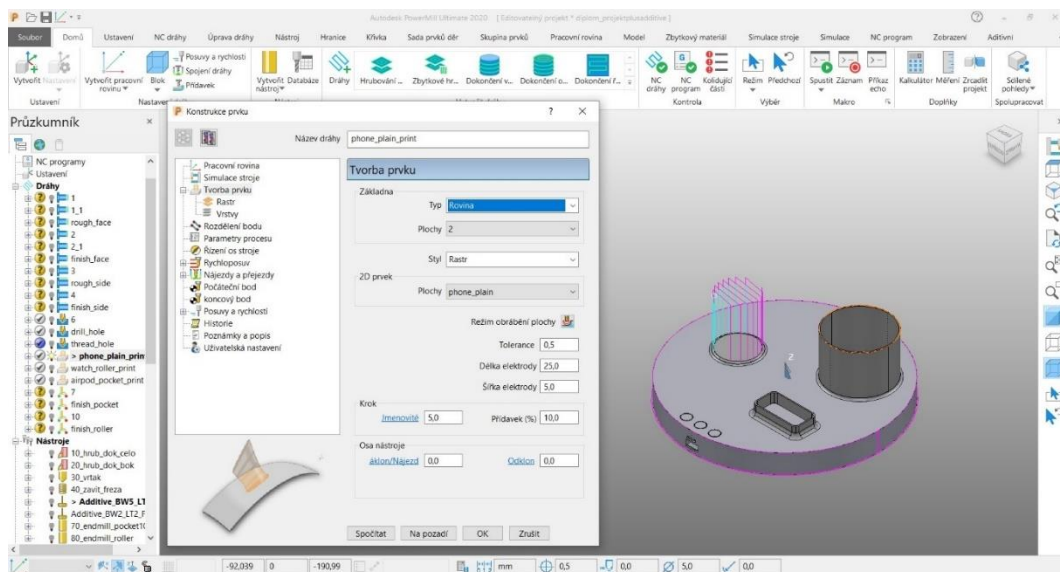 Autodesk PowerMill Ultimate 2020 [ Editovatelný projekt * diplom_projektplusadditive ]
Soubor Domů Ustavení NC dráhy Úprava dráhy Nástroj Hranice Křivka Sada prvků děr Skupina prvků Pracovní rovina Model Zbytkový materiál Simulace stroje Simulace NC program Zobrazení Aditivní
Posuvy a rychlosti
Spojení dráhy
Přídavek
Vytvořit Nastavení
Vytvořit pracovní rovinu
Blok
Vytvořit nástroj
Databáze
Dráhy
Hrubování ...
Zbytkové hr...
Dokončení v...
Dokončení o...
Dokončení f...
NC dráhy
NC program
Kolidující části
Režim
Předchozí
Spustit
Záznam
Příkaz echo
Kalkulátor
Měření
Zrcadlit projekt
Sdílené pohledy
Ustavení Kontrola Výběr Makro Doplňky Spolupracovat
Průzkumník
NC programy
Ustavení
Dráhy
1
1_1
rough_face
2
2_1
finish_face
3
rough_side
4
finish_side
6
drill_hole
thread_hole
> phone_plain_prin
watch_roller_print
airpod_pocket_print
7
finish_pocket
10
finish_roller
Nástroje
10_hrub_dok_celo
20_hrub_dok_bok
30_vrtak
40_zavit_freza
> Additive_BW5_LT
Additive_BW2_LT2_F
70_endmill_pocket10
80_endmill_roller
Konstrukce prvku
Název dráhy phone_plain_print
Pracovní rovina
Simulace stroje
Tvorba prvku
Rastr
Vrstvy
Rozdělení bodu
Parametry procesu
Řízení os stroje
Rychloposuv
Nájezdy a přejezdy
Počáteční bod
koncový bod
Posuvy a rychlosti
Historie
Poznámky a popis
Uživatelská nastavení
Tvorba prvku
Základna
Typ Rovina
Plochy 2
Styl Rastr
2D prvek
Plochy phone_plain
Režim obrábění plochy
Tolerance 0,5
Délka elektrody 25,0
Šířka elektrody 5,0
Krok
Jmenovité 5,0 Přídavek (%) 10,0
Osa nástroje
áklon/Nájezd 0,0 Odklon 0,0
Spočítat Na pozadí OK Zrušit
Z
-92,039 0 -190,99 mm 0,5 0,0 5,0 0,0